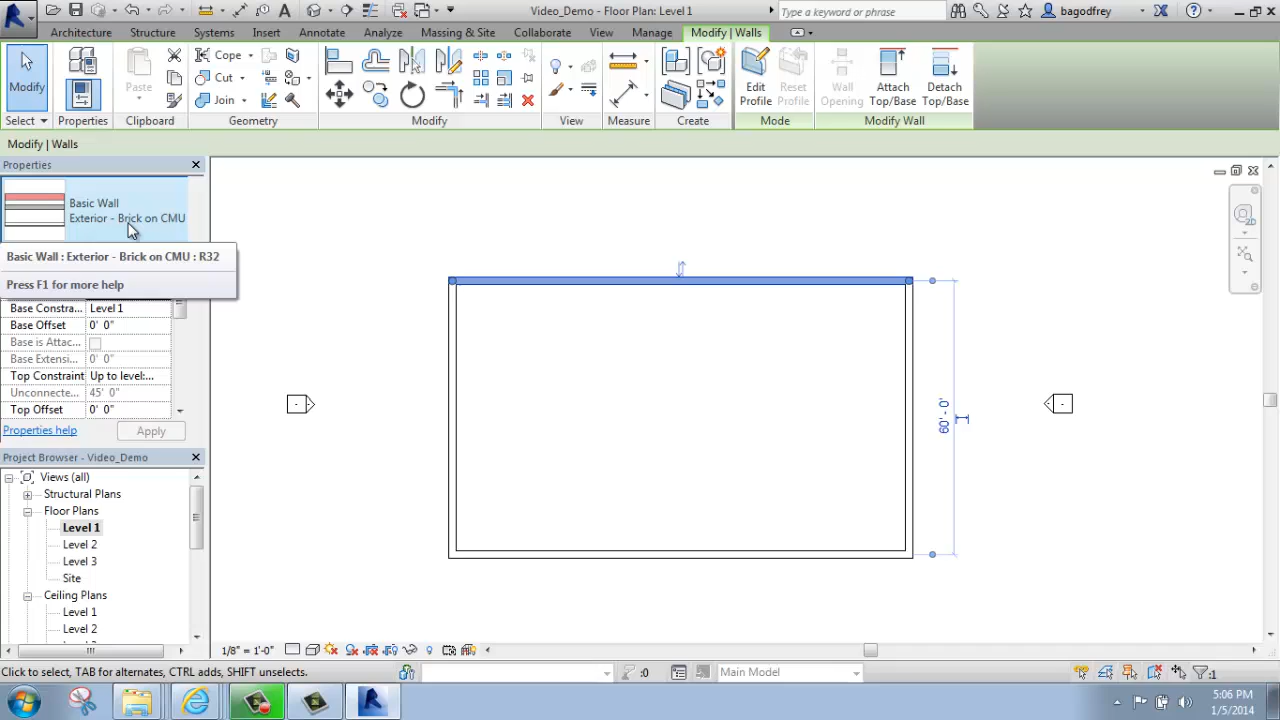 Video_Demo - Floor Plan: Level 1
Type a keyword or phrase
bagodfrey
Architecture Structure Systems Insert Annotate Analyze Massing & Site Collaborate View Manage Modify | Walls
Modify
Paste
Cope
Cut
Join
Edit Profile
Reset Profile
Wall Opening
Attach Top/Base
Detach Top/Base
Select Properties Clipboard Geometry Modify View Measure Create Mode Modify Wall
Modify | Walls
Properties
Basic Wall
Exterior - Brick on CMU
Basic Wall : Exterior - Brick on CMU : R32
Press F1 for more help
Base Constra... Level 1
Base Offset 0' 0"
Base is Attac...
Base Extensi... 0' 0"
Top Constraint Up to level:...
Unconnecte... 45' 0"
Top Offset 0' 0"
Properties help Apply
Project Browser - Video_Demo
Views (all)
Structural Plans
Floor Plans
Level 1
Level 2
Level 3
Site
Ceiling Plans
Level 1
Level 2
60' - 0"
1/8" = 1'-0"
Click to select, TAB for alternates, CTRL adds, SHIFT unselects.
:0
Main Model
:1
5:06 PM
1/5/2014